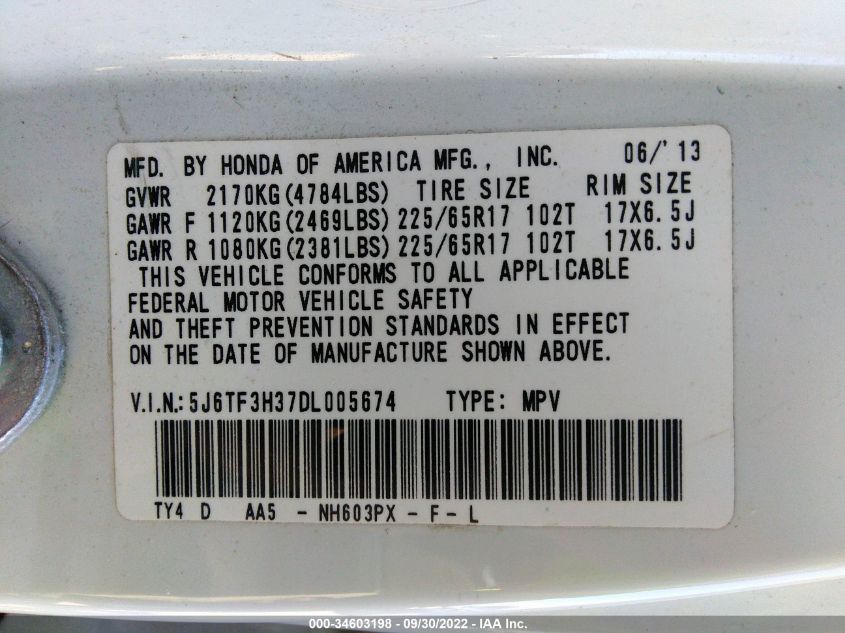 MFD. BY HONDA OF AMERICA MFG., INC. 06/'13
GVWR 2170KG(4784LBS) TIRE SIZE RIM SIZE
GAWR F 1120KG(2469LBS) 225/65R17 102T 17X6.5J
GAWR R 1080KG(2381LBS) 225/65R17 102T 17X6.5J
THIS VEHICLE CONFORMS TO ALL APPLICABLE
FEDERAL MOTOR VEHICLE SAFETY
AND THEFT PREVENTION STANDARDS IN EFFECT
ON THE DATE OF MANUFACTURE SHOWN ABOVE.
V.I.N.: 5J6TF3H37DL005674 TYPE: MPV
TY4 D AA5 - NH603PX - F - L
000-34603198 - 09/30/2022 - IAA Inc.